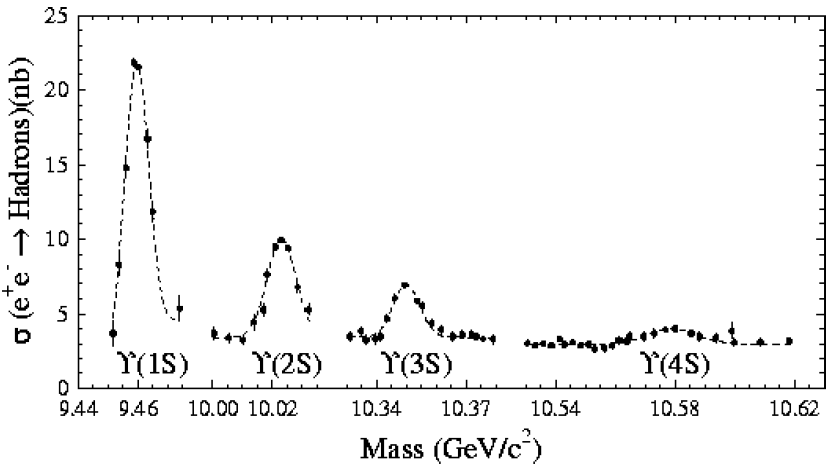 25
20
15
10
5
0
σ (e⁺e⁻ → Hadrons)(nb)
ϒ(1S) ϒ(2S) ϒ(3S) ϒ(4S)
9.44 9.46 10.00 10.02 10.34 10.37 10.54 10.58 10.62
Mass (GeV/c²)